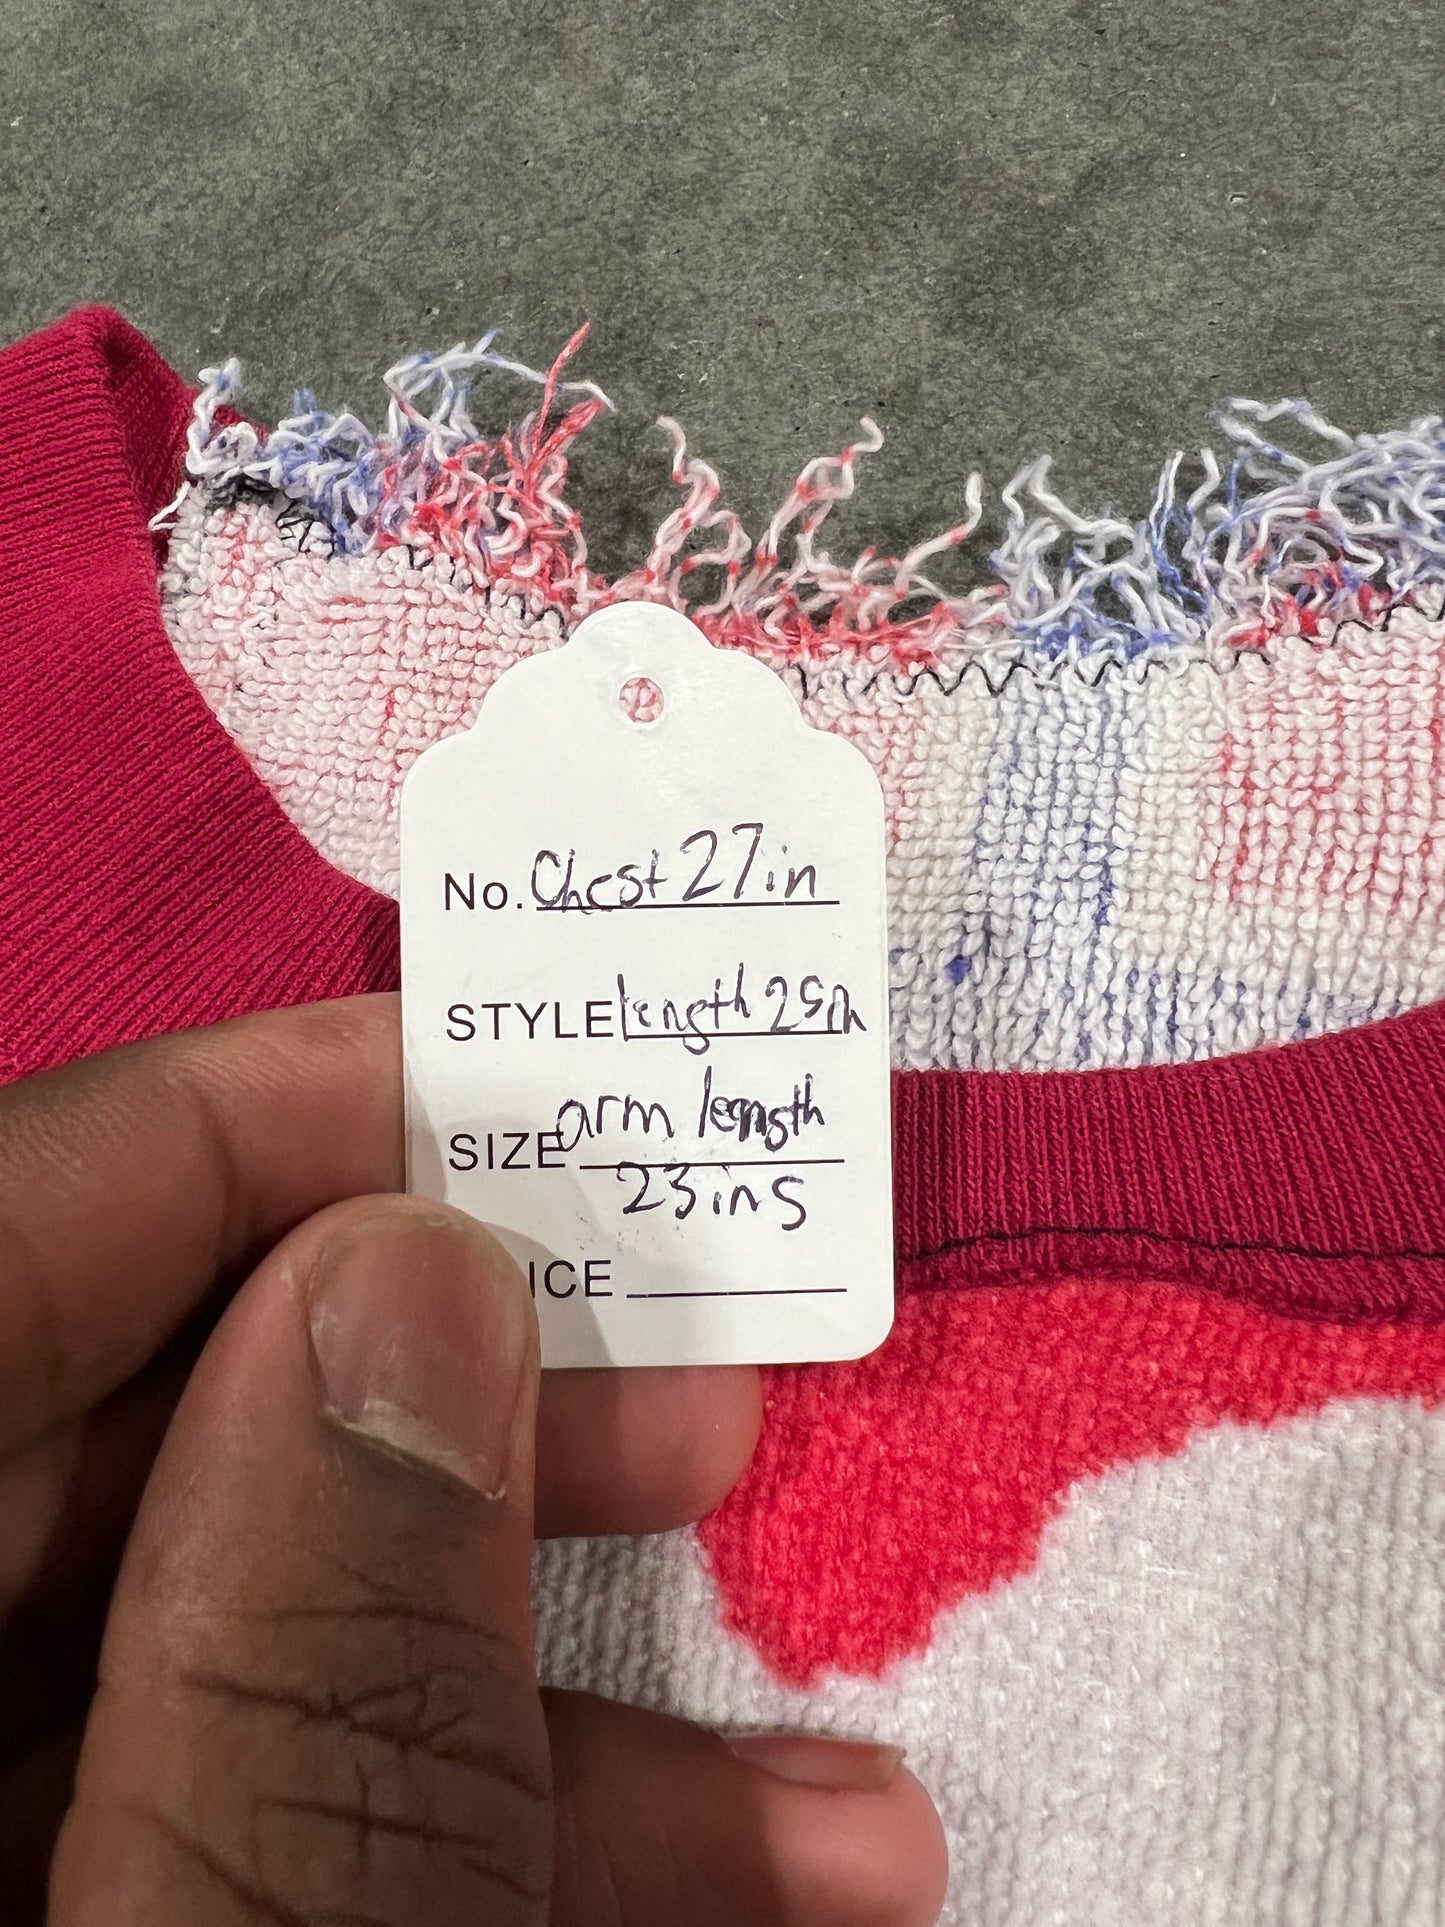 No. Chest 27in
STYLE length 25in
SIZE arm length
23ins
ICE